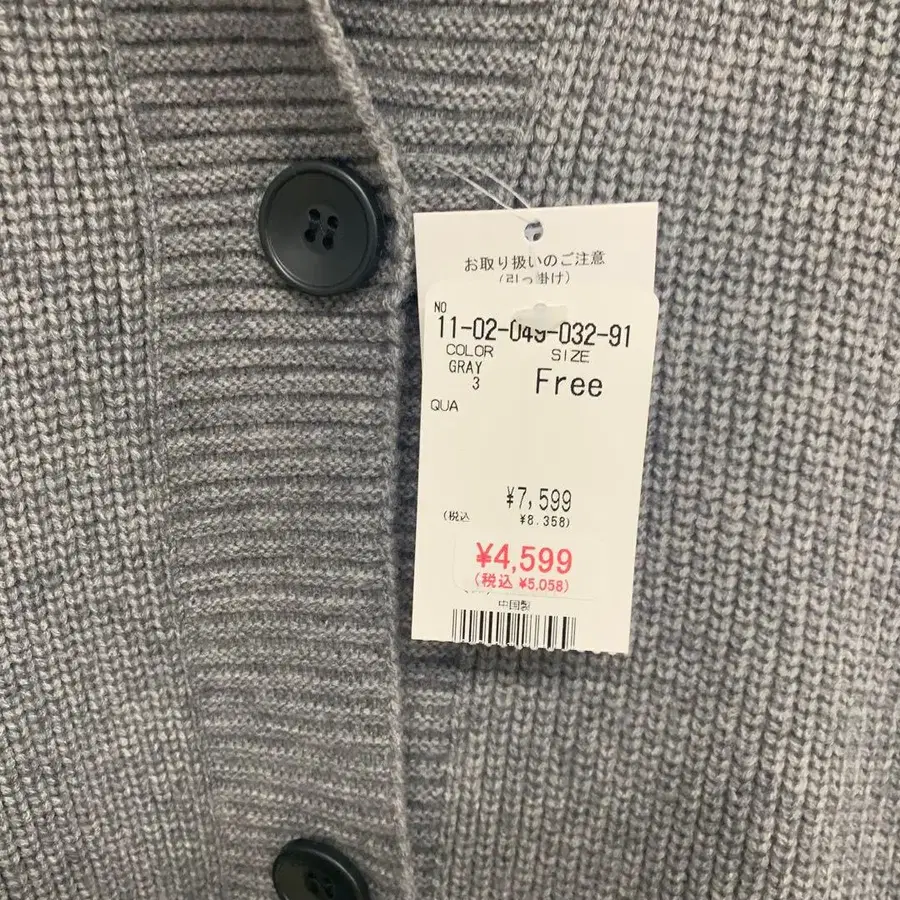 お取り扱いのご注意
(引っ掛け)
NO
11-02-049-032-91
COLOR
SIZE
GRAY
3
Free
QUA
¥7,599
(税込 ¥8.358)
¥4,599
(税込 ¥5,058)
中国製